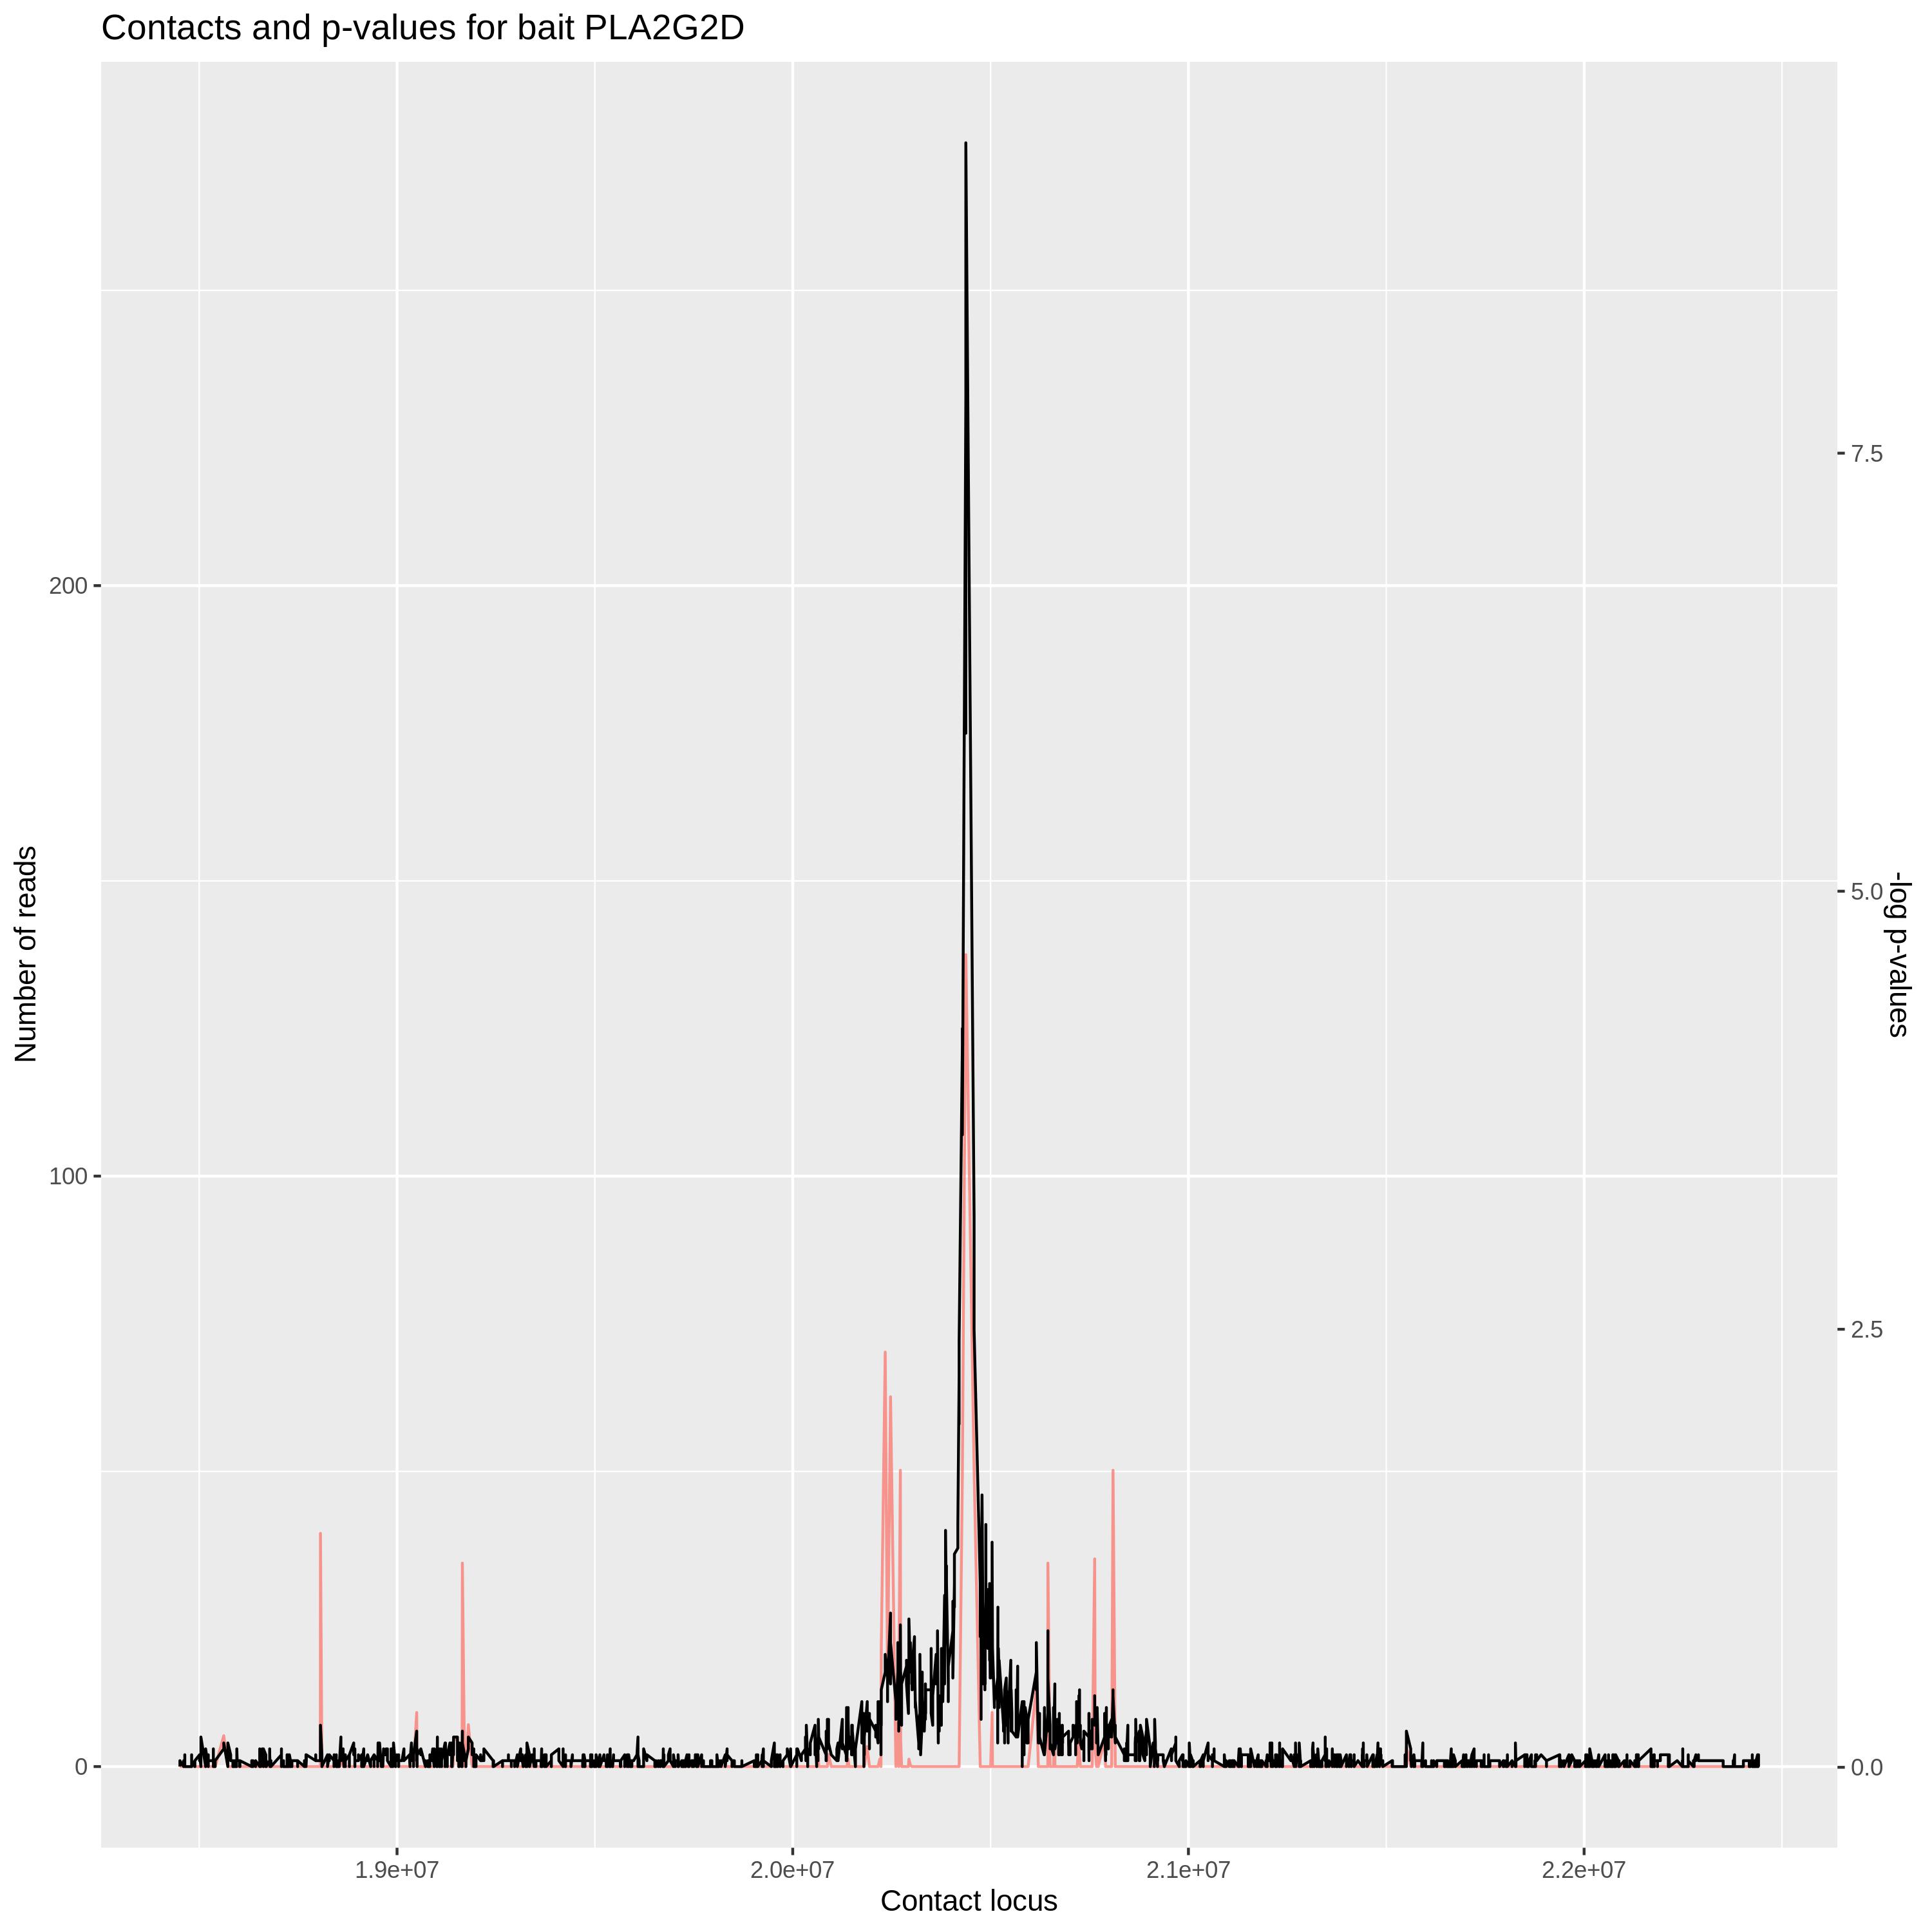 Contacts and p-values for bait PLA2G2D
Number of reads
200
100
0
7.5
5.0
2.5
0.0
-log p-values
1.9e+07
2.0e+07
2.1e+07
2.2e+07
Contact locus